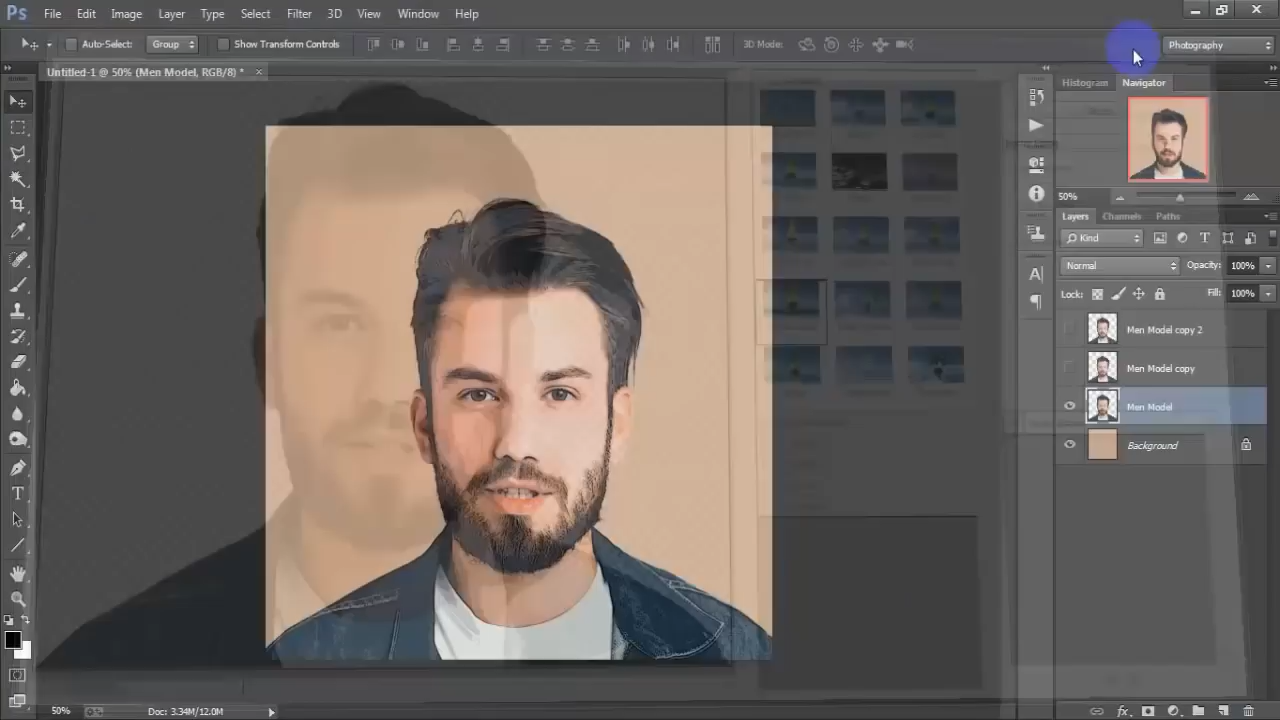 Ps File Edit Image Layer Type Select Filter 3D View Window Help
Auto-Select: Group Show Transform Controls 3D Mode: Photography
Untitled-1 @ 50% (Men Model, RGB/8) * ×
Histogram Navigator
50%
Layers Channels Paths
Kind
Normal Opacity: 100%
Lock: Fill: 100%
Men Model copy 2
Men Model copy
Men Model
Background
50% Doc: 3.34M/12.0M